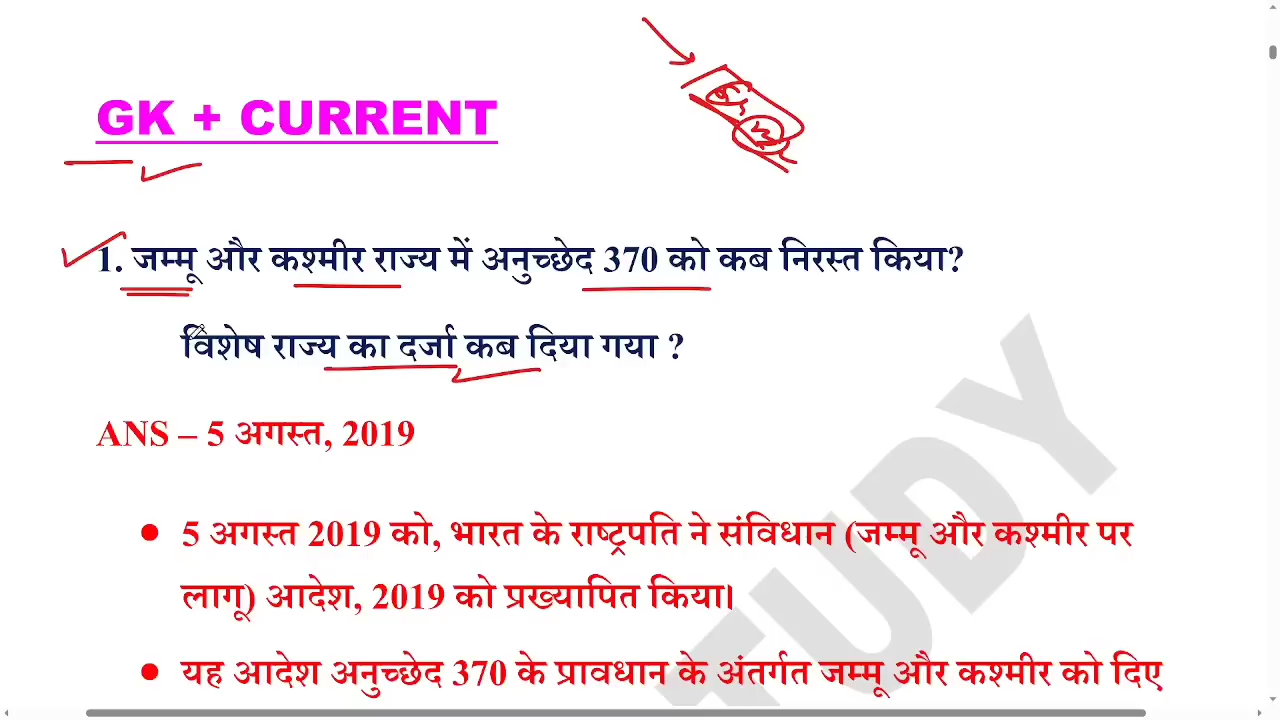 GK + CURRENT
1. जम्मू और कश्मीर राज्य में अनुच्छेद 370 को कब निरस्त किया?
विशेष राज्य का दर्जा कब दिया गया ?
ANS – 5 अगस्त, 2019
• 5 अगस्त 2019 को, भारत के राष्ट्रपति ने संविधान (जम्मू और कश्मीर पर
लागू) आदेश, 2019 को प्रख्यापित किया।
• यह आदेश अनुच्छेद 370 के प्रावधान के अंतर्गत जम्मू और कश्मीर को दिए
STUDY